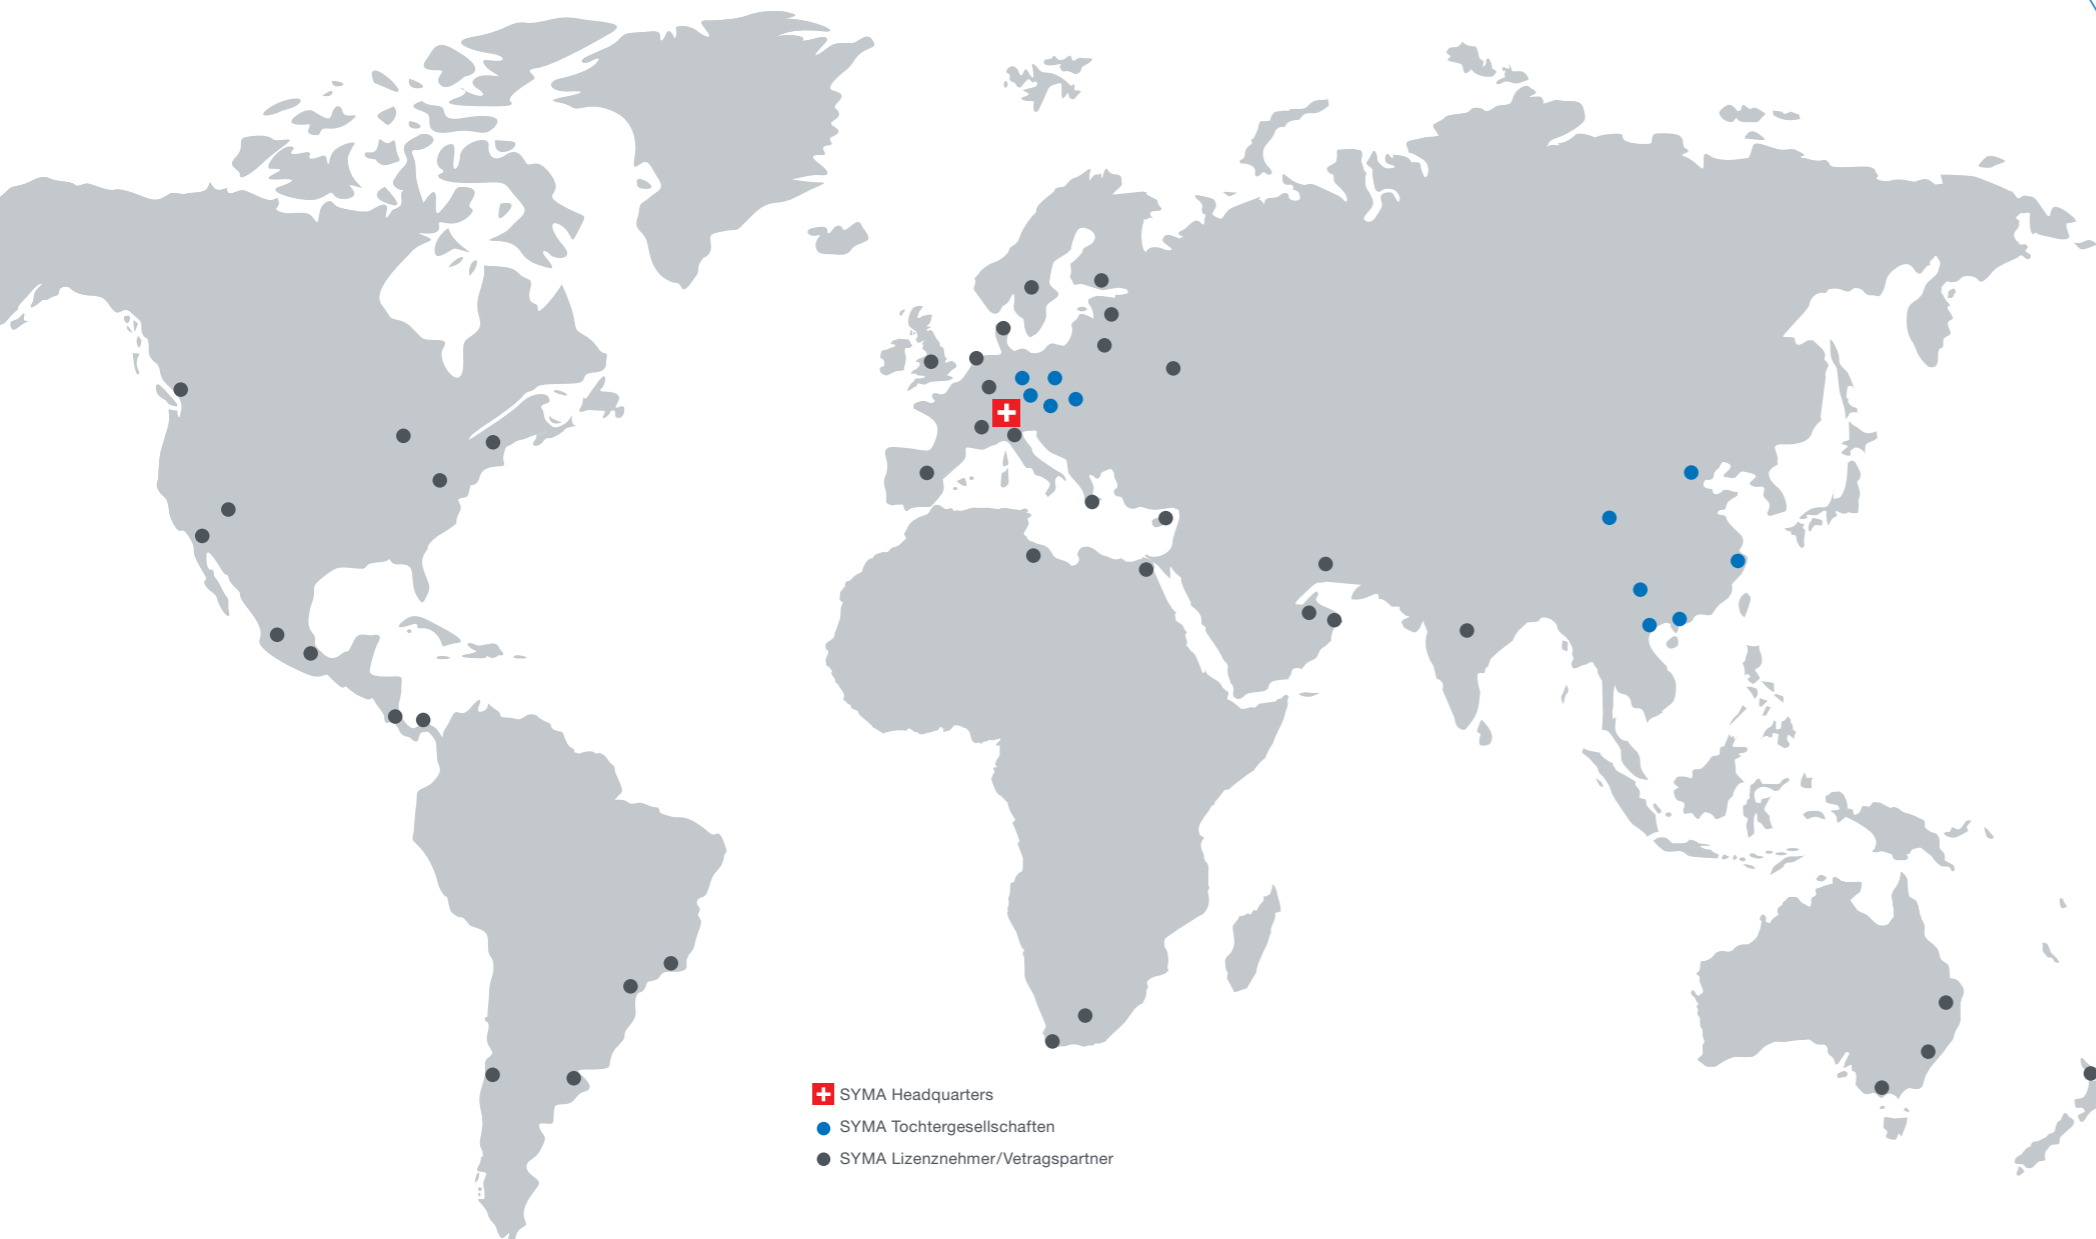 SYMA Headquarters
SYMA Tochtergesellschaften
SYMA Lizenznehmer/Vetragspartner